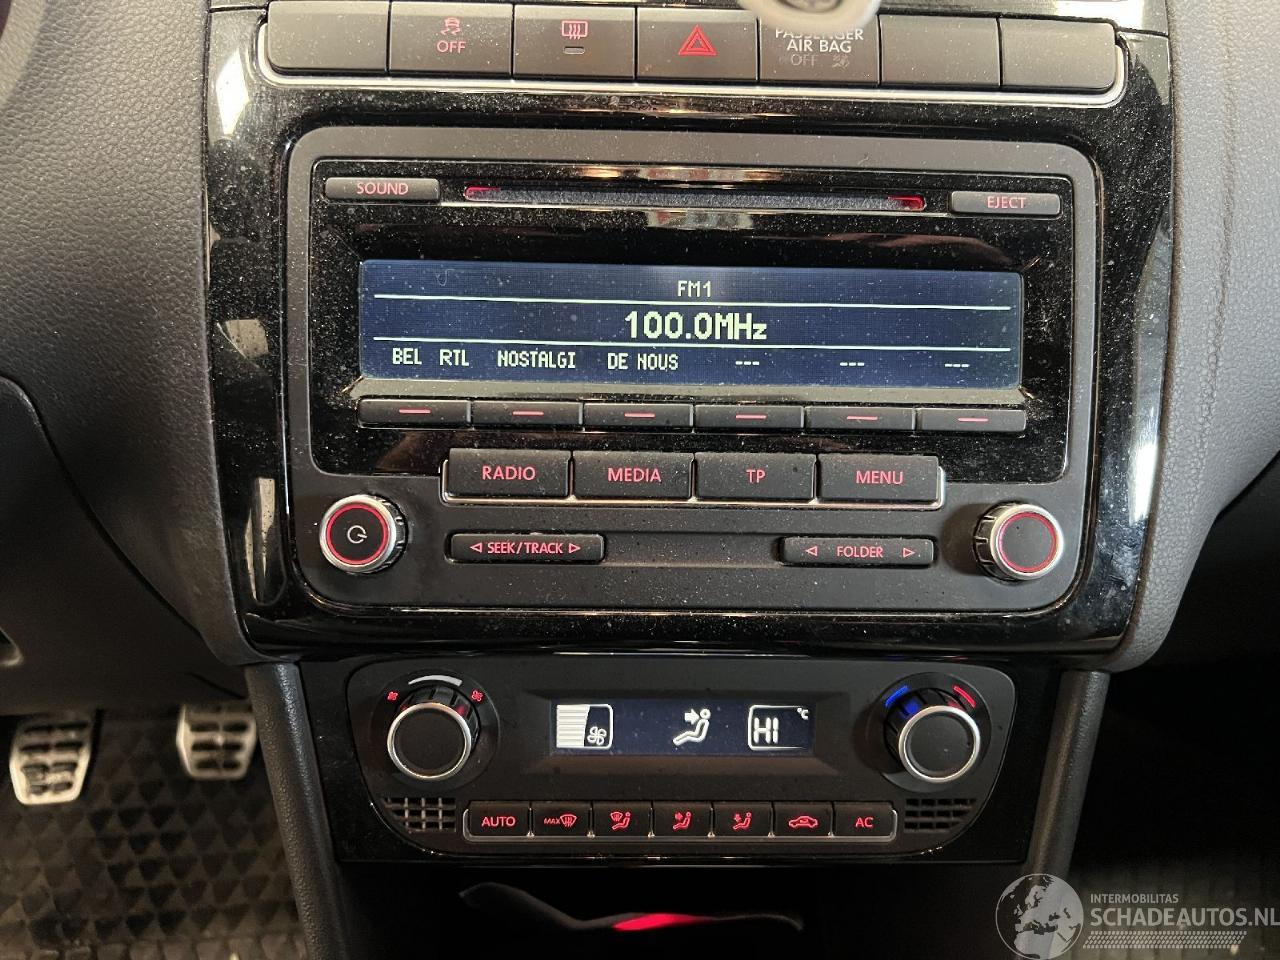 OFF
PASSENGER
AIR BAG
OFF
SOUND
EJECT
FM1
100.0MHz
BEL RTL NOSTALGI DE NOUS --- --- ---
RADIO MEDIA TP MENU
SEEK/TRACK
FOLDER
HI °C
AUTO MAX AC
INTERMOBILITAS
SCHADEAUTOS.NL